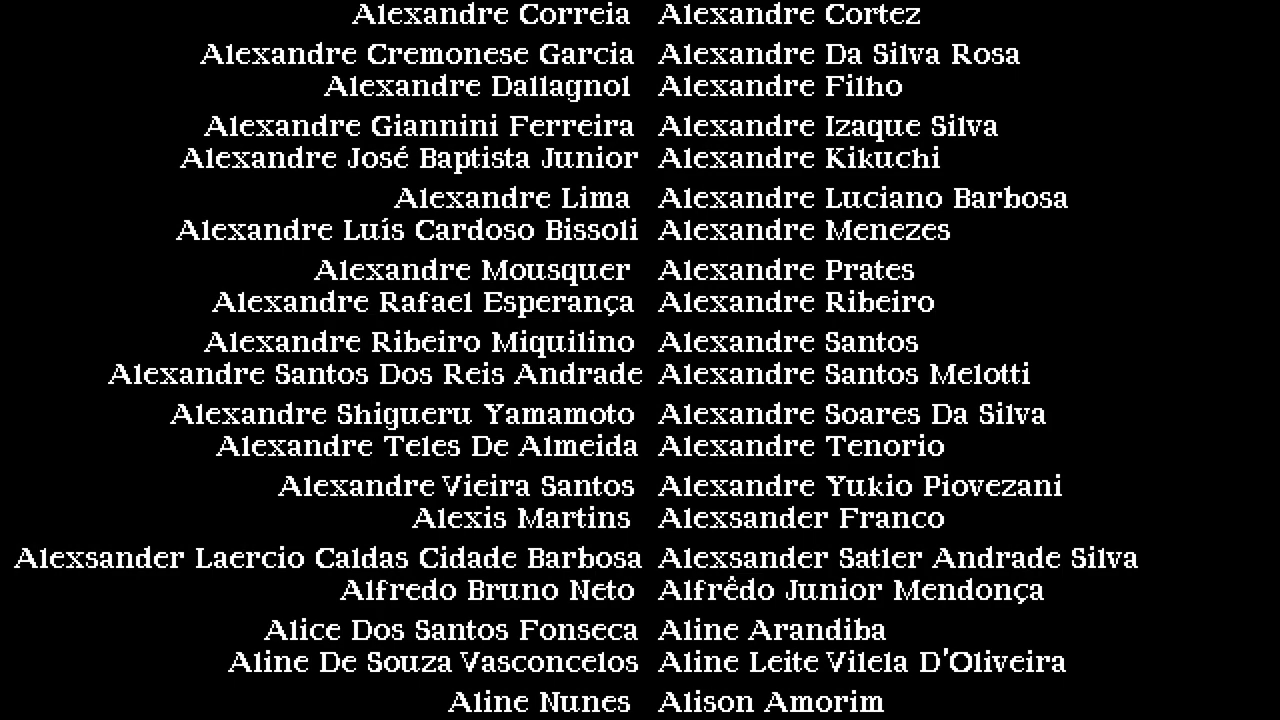 Alexandre Correia Alexandre Cortez
Alexandre Cremonese Garcia Alexandre Da Silva Rosa
Alexandre Dallagnol Alexandre Filho
Alexandre Giannini Ferreira Alexandre Izaque Silva
Alexandre José Baptista Junior Alexandre Kikuchi
Alexandre Lima Alexandre Luciano Barbosa
Alexandre Luís Cardoso Bissoli Alexandre Menezes
Alexandre Mousquer Alexandre Prates
Alexandre Rafael Esperança Alexandre Ribeiro
Alexandre Ribeiro Miquilino Alexandre Santos
Alexandre Santos Dos Reis Andrade Alexandre Santos Melotti
Alexandre Shigueru Yamamoto Alexandre Soares Da Silva
Alexandre Teles De Almeida Alexandre Tenorio
Alexandre Vieira Santos Alexandre Yukio Piovezani
Alexis Martins Alexsander Franco
Alexsander Laercio Caldas Cidade Barbosa Alexsander Satler Andrade Silva
Alfredo Bruno Neto Alfrêdo Junior Mendonça
Alice Dos Santos Fonseca Aline Arandiba
Aline De Souza Vasconcelos Aline Leite Vilela D'Oliveira
Aline Nunes Alison Amorim